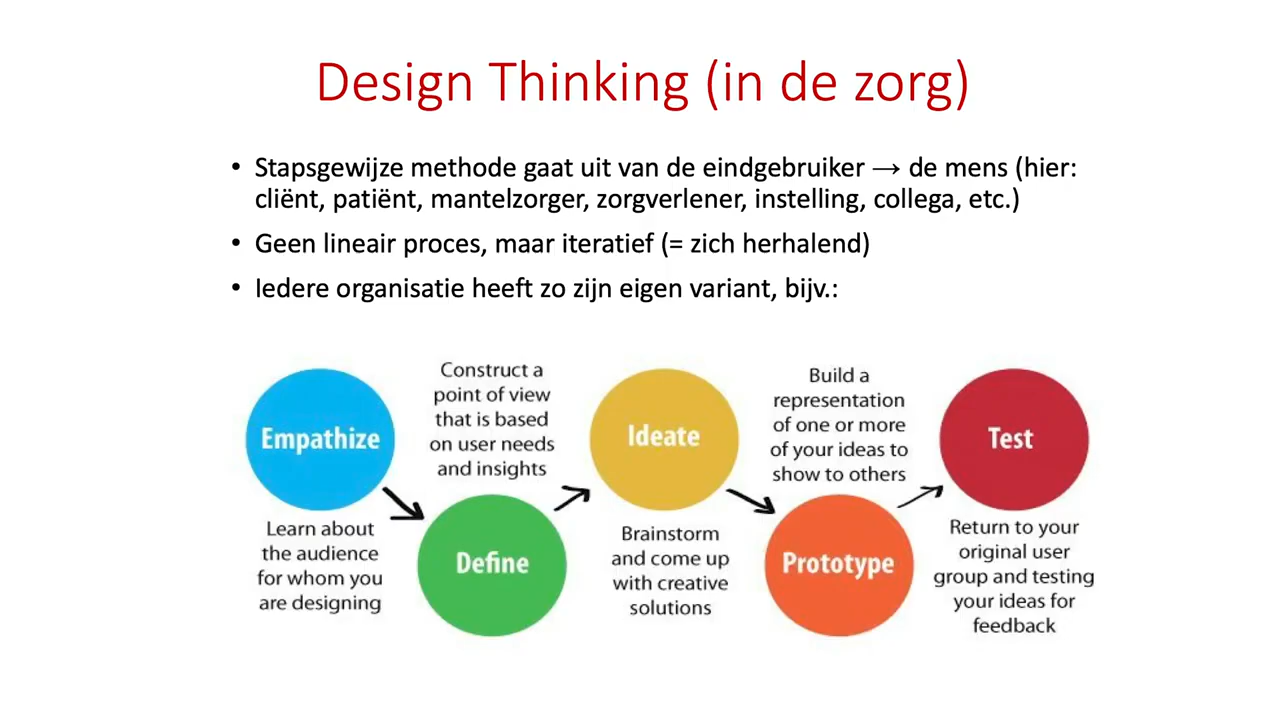 Design Thinking (in de zorg)
• Stapsgewijze methode gaat uit van de eindgebruiker → de mens (hier:
cliënt, patiënt, mantelzorger, zorgverlener, instelling, collega, etc.)
• Geen lineair proces, maar iteratief (= zich herhalend)
• Iedere organisatie heeft zo zijn eigen variant, bijv.:
Empathize
Learn about
the audience
for whom you
are designing
Construct a
point of view
that is based
on user needs
and insights
Define
Ideate
Brainstorm
and come up
with creative
solutions
Build a
representation
of one or more
of your ideas to
show to others
Prototype
Test
Return to your
original user
group and testing
your ideas for
feedback